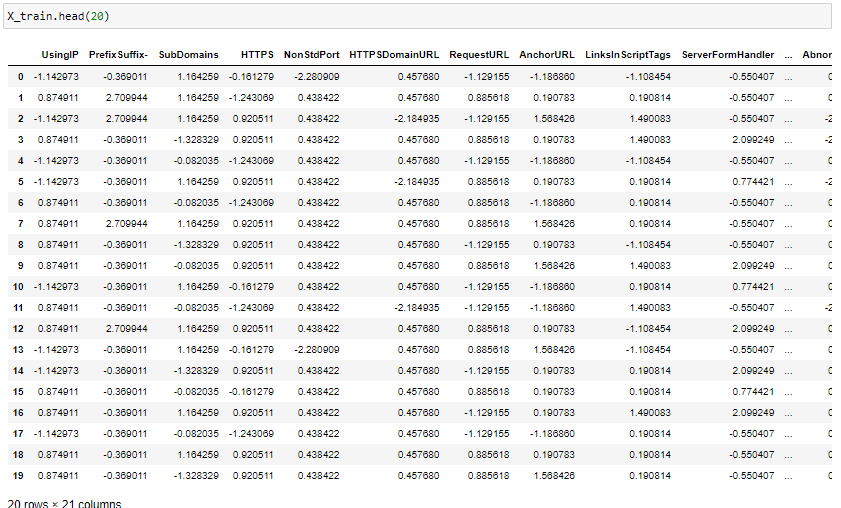 X_train.head(20)
UsingIP PrefixSuffix- SubDomains HTTPS NonStdPort HTTPSDomainURL RequestURL AnchorURL LinksInScriptTags ServerFormHandler ... Abnor
0 -1.142973 -0.369011 1.164259 -0.161279 -2.280909 0.457680 -1.129155 -1.186860 -1.108454 -0.550407 ... 0
1 0.874911 2.709944 1.164259 -1.243069 0.438422 0.457680 0.885618 0.190783 0.190814 -0.550407 ... 0
2 -1.142973 2.709944 1.164259 0.920511 0.438422 -2.184935 -1.129155 1.568426 1.490083 -0.550407 ... -2
3 0.874911 -0.369011 -1.328329 0.920511 0.438422 0.457680 0.885618 0.190783 1.490083 2.099249 ... -2
4 -1.142973 -0.369011 -0.082035 -1.243069 0.438422 0.457680 -1.129155 -1.186860 -1.108454 -0.550407 ... 0
5 -1.142973 -0.369011 1.164259 0.920511 0.438422 -2.184935 0.885618 0.190783 0.190814 0.774421 ... -2
6 0.874911 -0.369011 -0.082035 -1.243069 0.438422 0.457680 0.885618 -1.186860 0.190814 -0.550407 ... 0
7 0.874911 2.709944 1.164259 0.920511 0.438422 0.457680 0.885618 1.568426 0.190814 -0.550407 ... 0
8 0.874911 -0.369011 -1.328329 0.920511 0.438422 0.457680 -1.129155 0.190783 -1.108454 -0.550407 ... 0
9 0.874911 -0.369011 -0.082035 0.920511 0.438422 0.457680 0.885618 1.568426 1.490083 2.099249 ... 0
10 -1.142973 -0.369011 1.164259 -0.161279 0.438422 0.457680 -1.129155 -1.186860 0.190814 0.774421 ... 0
11 0.874911 -0.369011 -0.082035 -1.243069 0.438422 -2.184935 -1.129155 -1.186860 1.490083 -0.550407 ... -2
12 0.874911 2.709944 1.164259 0.920511 0.438422 0.457680 0.885618 0.190783 -1.108454 2.099249 ... 0
13 -1.142973 -0.369011 1.164259 -0.161279 -2.280909 0.457680 0.885618 1.568426 -1.108454 -0.550407 ... 0
14 -1.142973 -0.369011 -1.328329 0.920511 0.438422 0.457680 -1.129155 0.190783 0.190814 2.099249 ... 0
15 0.874911 -0.369011 -0.082035 -0.161279 0.438422 0.457680 0.885618 0.190783 0.190814 0.774421 ... 0
16 0.874911 -0.369011 1.164259 0.920511 0.438422 0.457680 -1.129155 0.190783 1.490083 2.099249 ... 0
17 -1.142973 -0.369011 -0.082035 -1.243069 0.438422 0.457680 -1.129155 -1.186860 0.190814 -0.550407 ... 0
18 0.874911 -0.369011 1.164259 0.920511 0.438422 0.457680 0.885618 0.190783 0.190814 -0.550407 ... 0
19 0.874911 -0.369011 -1.328329 0.920511 0.438422 0.457680 0.885618 1.568426 0.190814 -0.550407 ... 0
20 rows × 21 columns